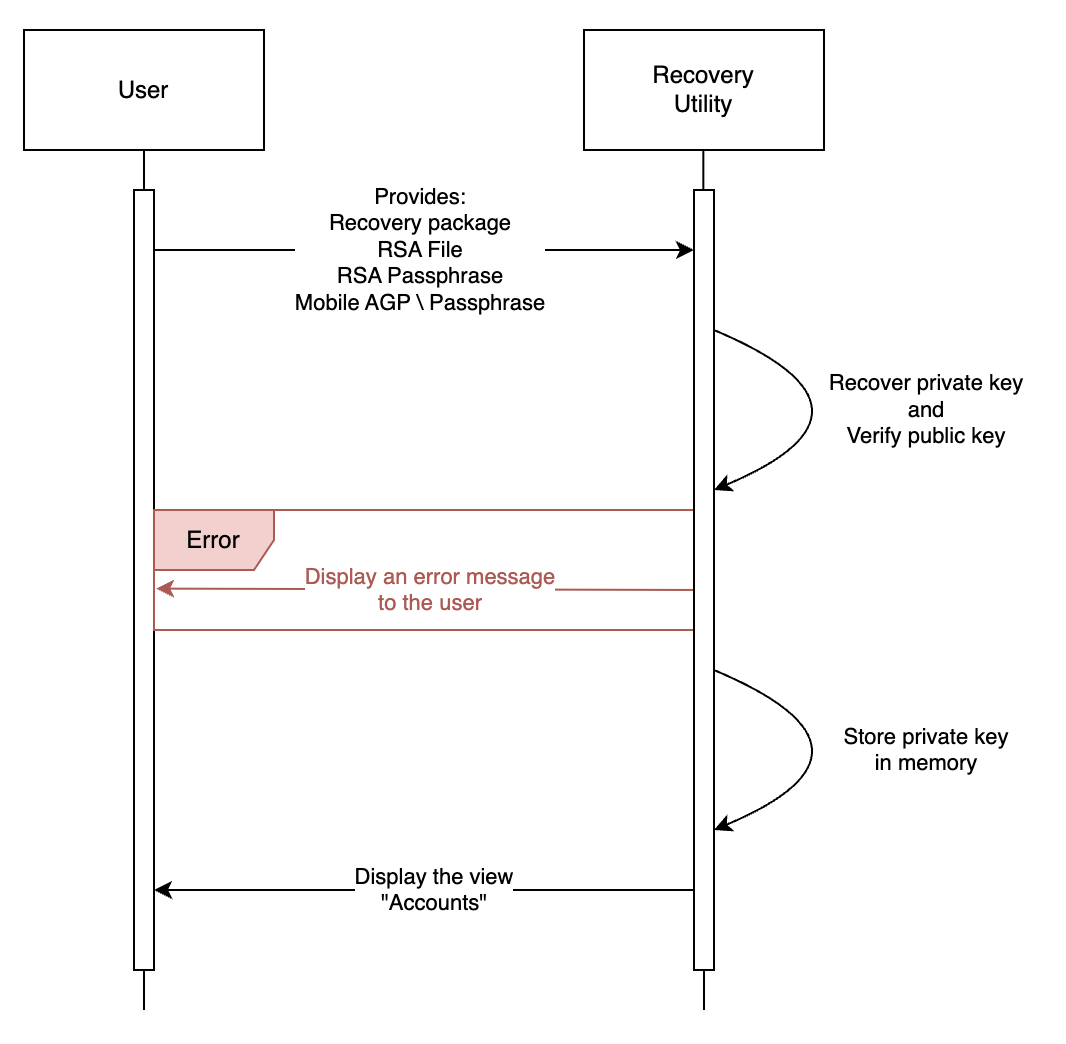 User
Recovery
Utility
Provides:
Recovery package
RSA File
RSA Passphrase
Mobile AGP \ Passphrase
Recover private key
and
Verify public key
Error
Display an error message
to the user
Store private key
in memory
Display the view
"Accounts"